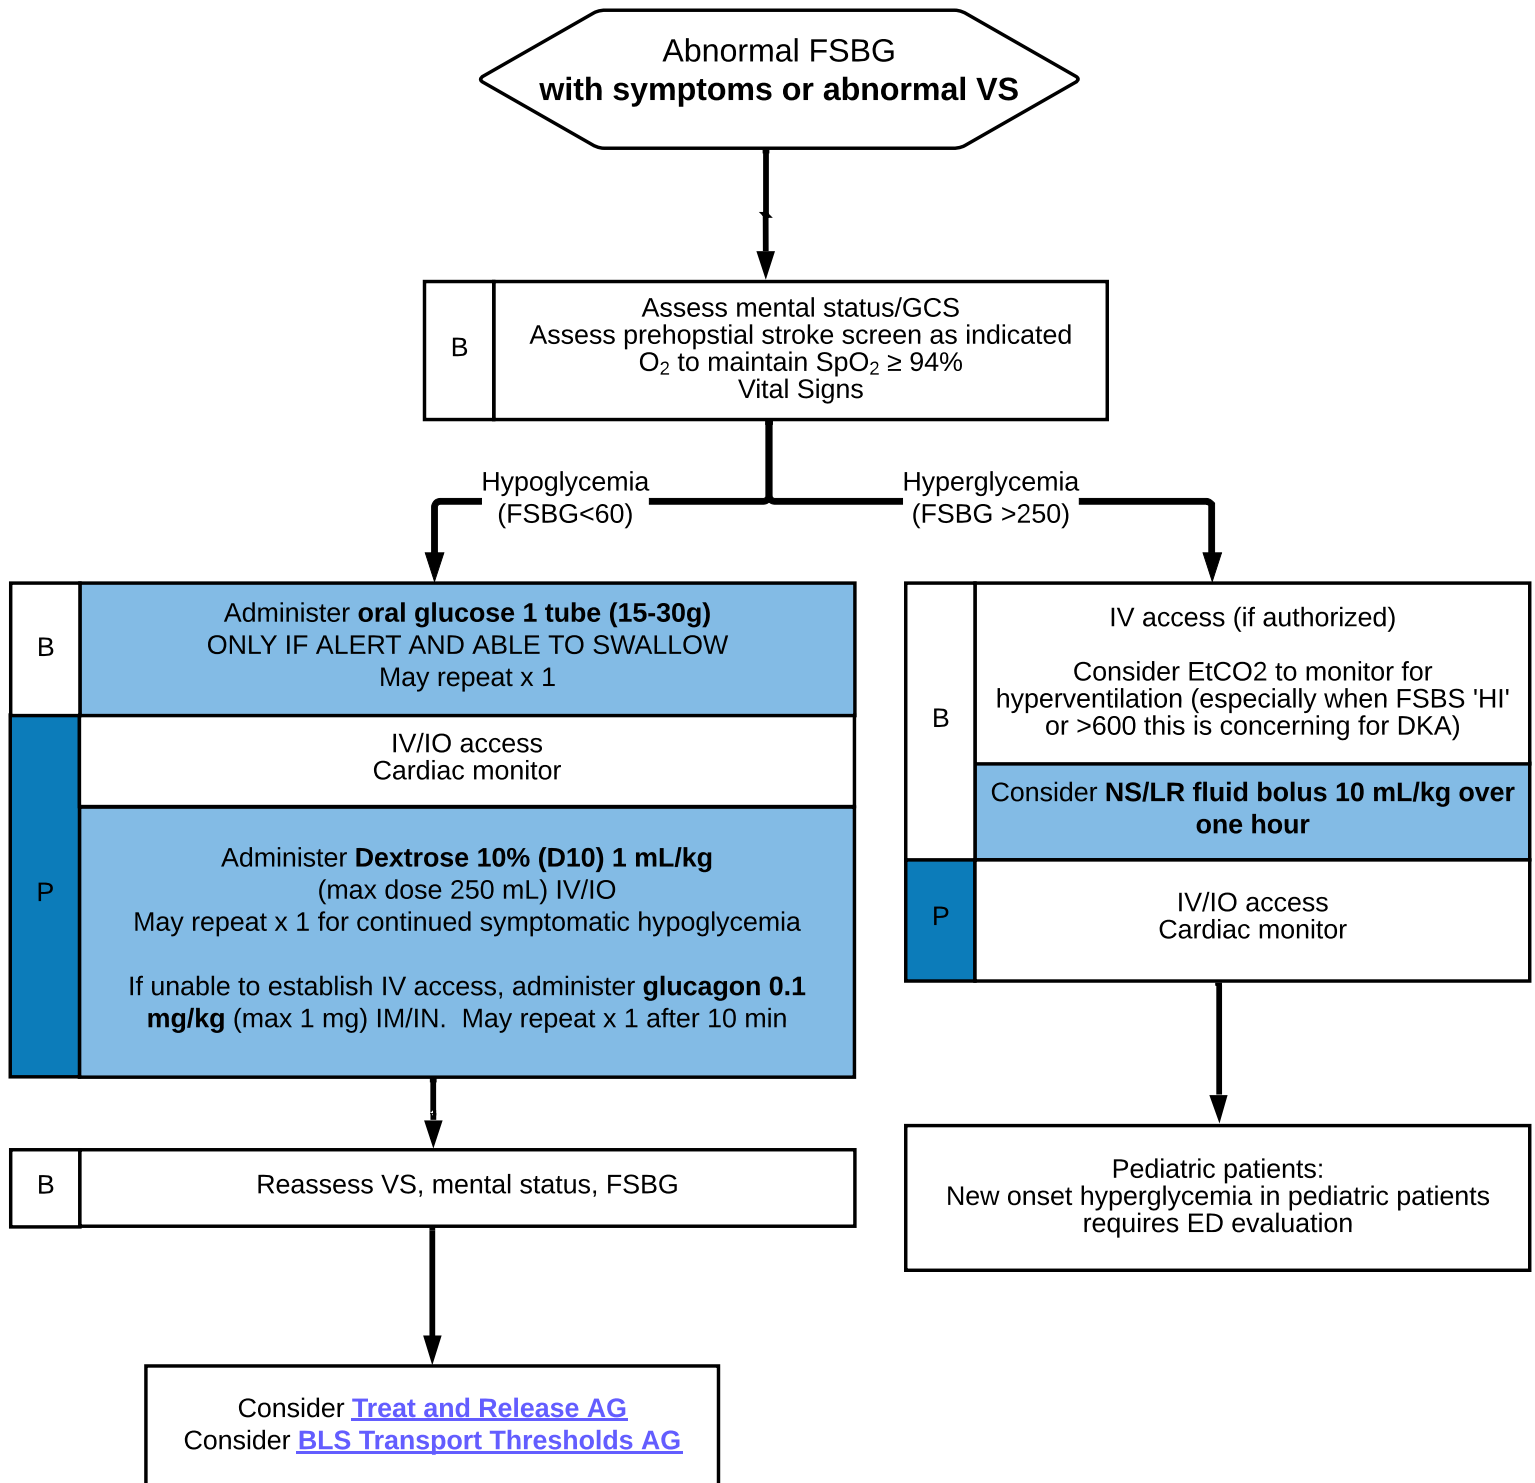 Abnormal FSBG
with symptoms or abnormal VS
B
Assess mental status/GCS
Assess prehopstial stroke screen as indicated
O₂ to maintain SpO₂ ≥ 94%
Vital Signs
Hypoglycemia
(FSBG<60)
Hyperglycemia
(FSBG >250)
B
Administer oral glucose 1 tube (15-30g)
ONLY IF ALERT AND ABLE TO SWALLOW
May repeat x 1
P
IV/IO access
Cardiac monitor
Administer Dextrose 10% (D10) 1 mL/kg
(max dose 250 mL) IV/IO
May repeat x 1 for continued symptomatic hypoglycemia
If unable to establish IV access, administer glucagon 0.1
mg/kg (max 1 mg) IM/IN.  May repeat x 1 after 10 min
B
Reassess VS, mental status, FSBG
Consider Treat and Release AG
Consider BLS Transport Thresholds AG
B
IV access (if authorized)
Consider EtCO2 to monitor for
hyperventilation (especially when FSBS 'HI'
or >600 this is concerning for DKA)
Consider NS/LR fluid bolus 10 mL/kg over
one hour
P
IV/IO access
Cardiac monitor
Pediatric patients:
New onset hyperglycemia in pediatric patients
requires ED evaluation